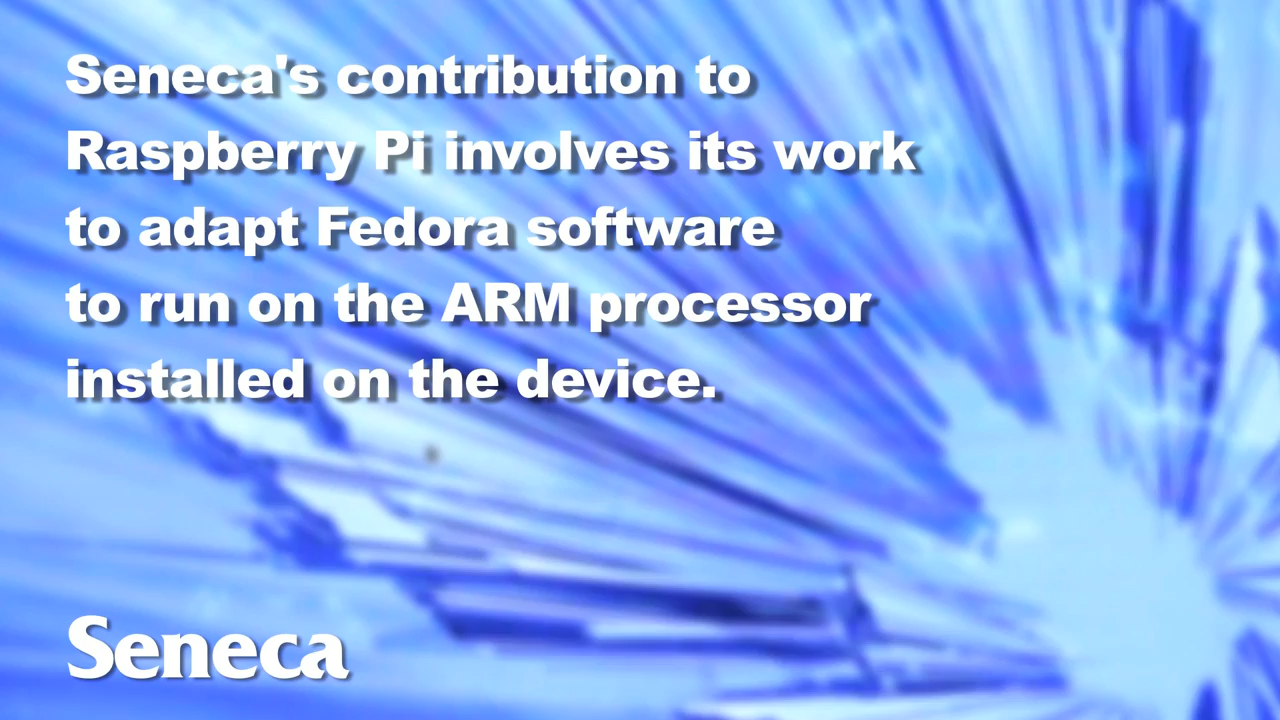 Seneca's contribution to
Raspberry Pi involves its work
to adapt Fedora software
to run on the ARM processor
installed on the device.
Seneca